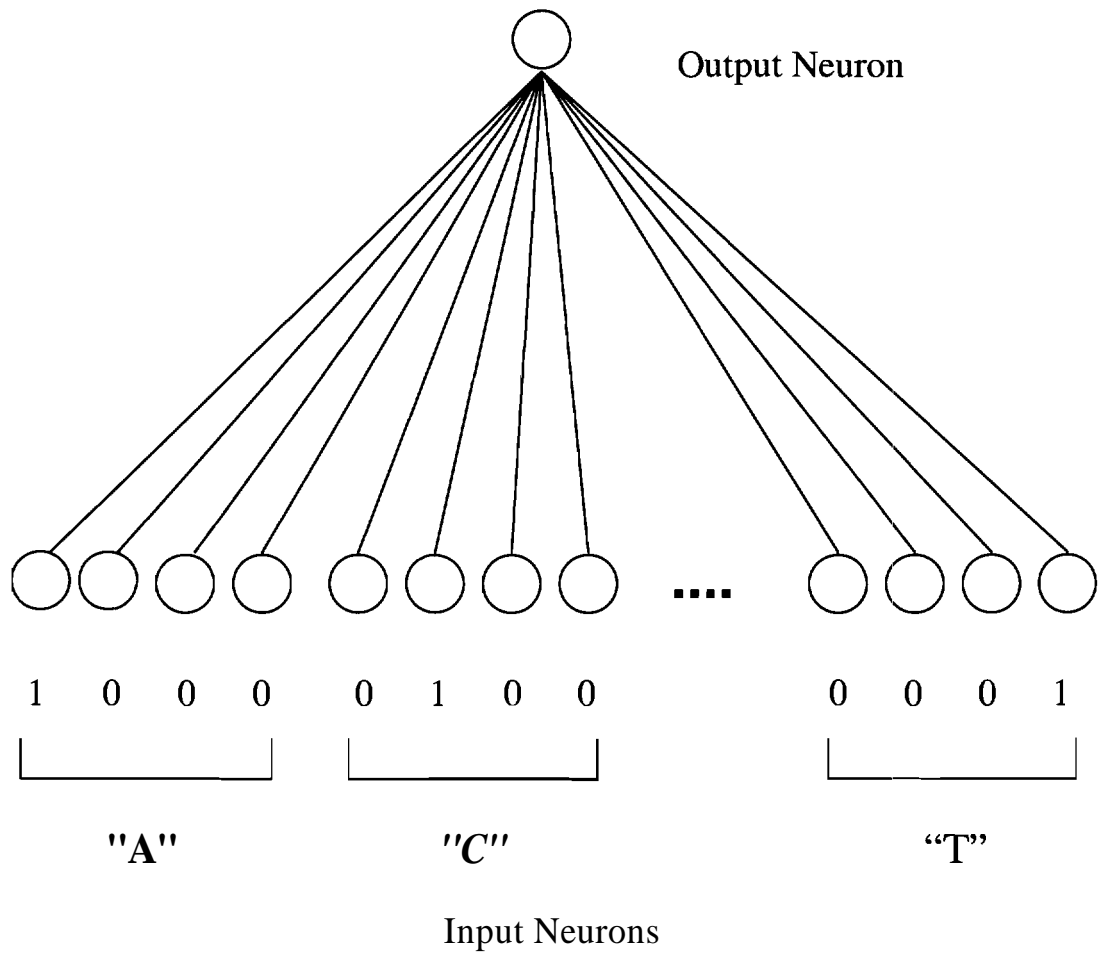 Output Neuron
....
1 0 0 0 0 1 0 0 0 0 0 1
"A" "C" “T”
Input Neurons